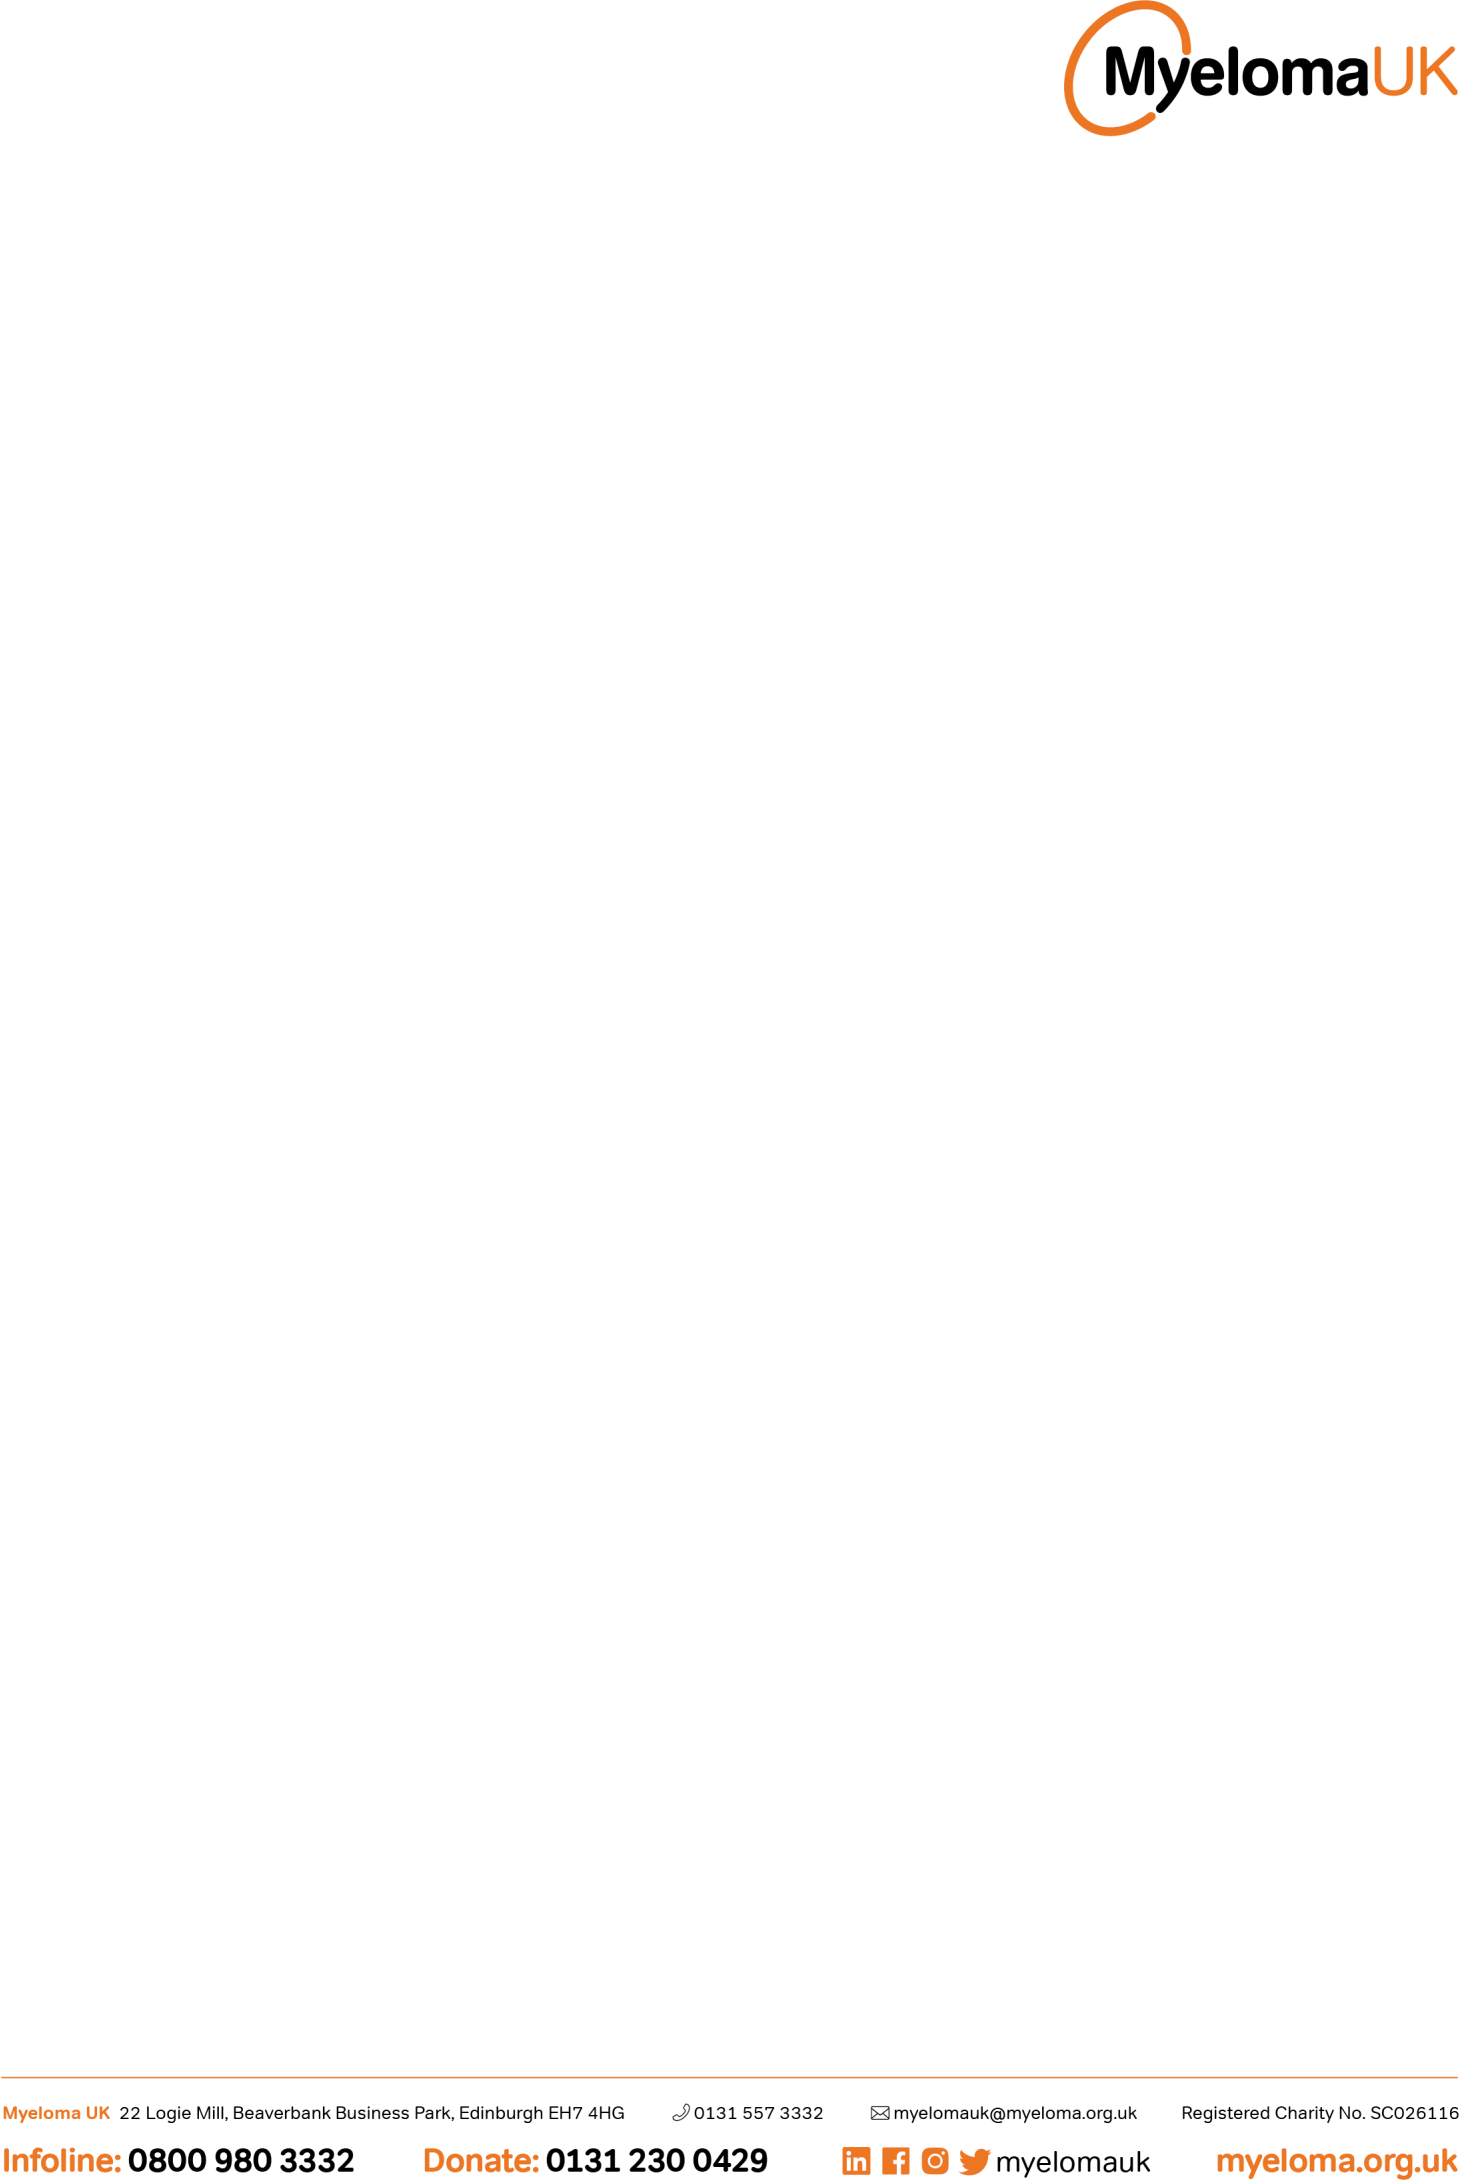 MyelomaUK
Myeloma UK 22 Logie Mill, Beaverbank Business Park, Edinburgh EH7 4HG 0131 557 3332 myelomauk@myeloma.org.uk Registered Charity No. SC026116
Infoline: 0800 980 3332 Donate: 0131 230 0429 in f myelomauk myeloma.org.uk